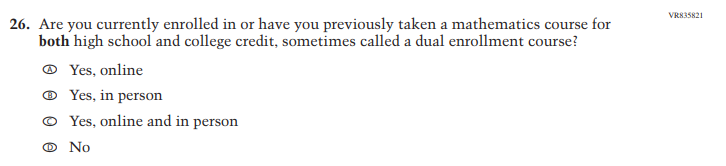 VR835821
26. Are you currently enrolled in or have you previously taken a mathematics course for
both high school and college credit, sometimes called a dual enrollment course?
Ⓐ Yes, online
Ⓑ Yes, in person
Ⓒ Yes, online and in person
Ⓓ No